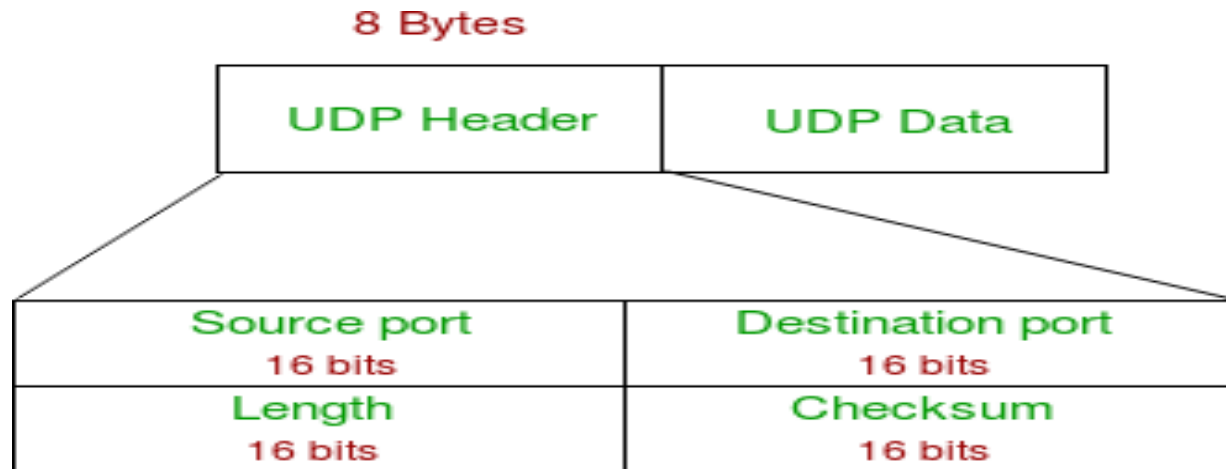 8 Bytes
UDP Header
UDP Data
Source port
16 bits
Destination port
16 bits
Length
16 bits
Checksum
16 bits